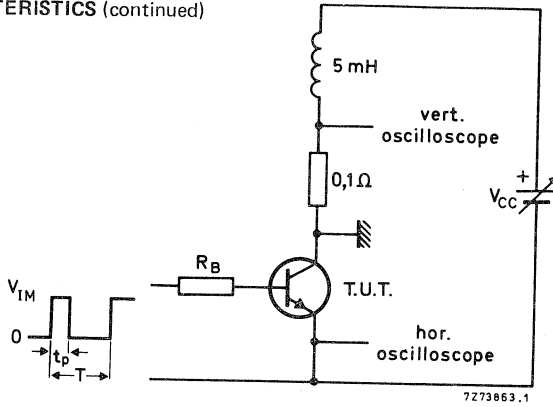 TERISTICS (continued)
5 mH
vert.
oscilloscope
+
0,1Ω
VCC
RB
T.U.T.
VIM
0
hor.
oscilloscope
tp
T
7Z73863.1